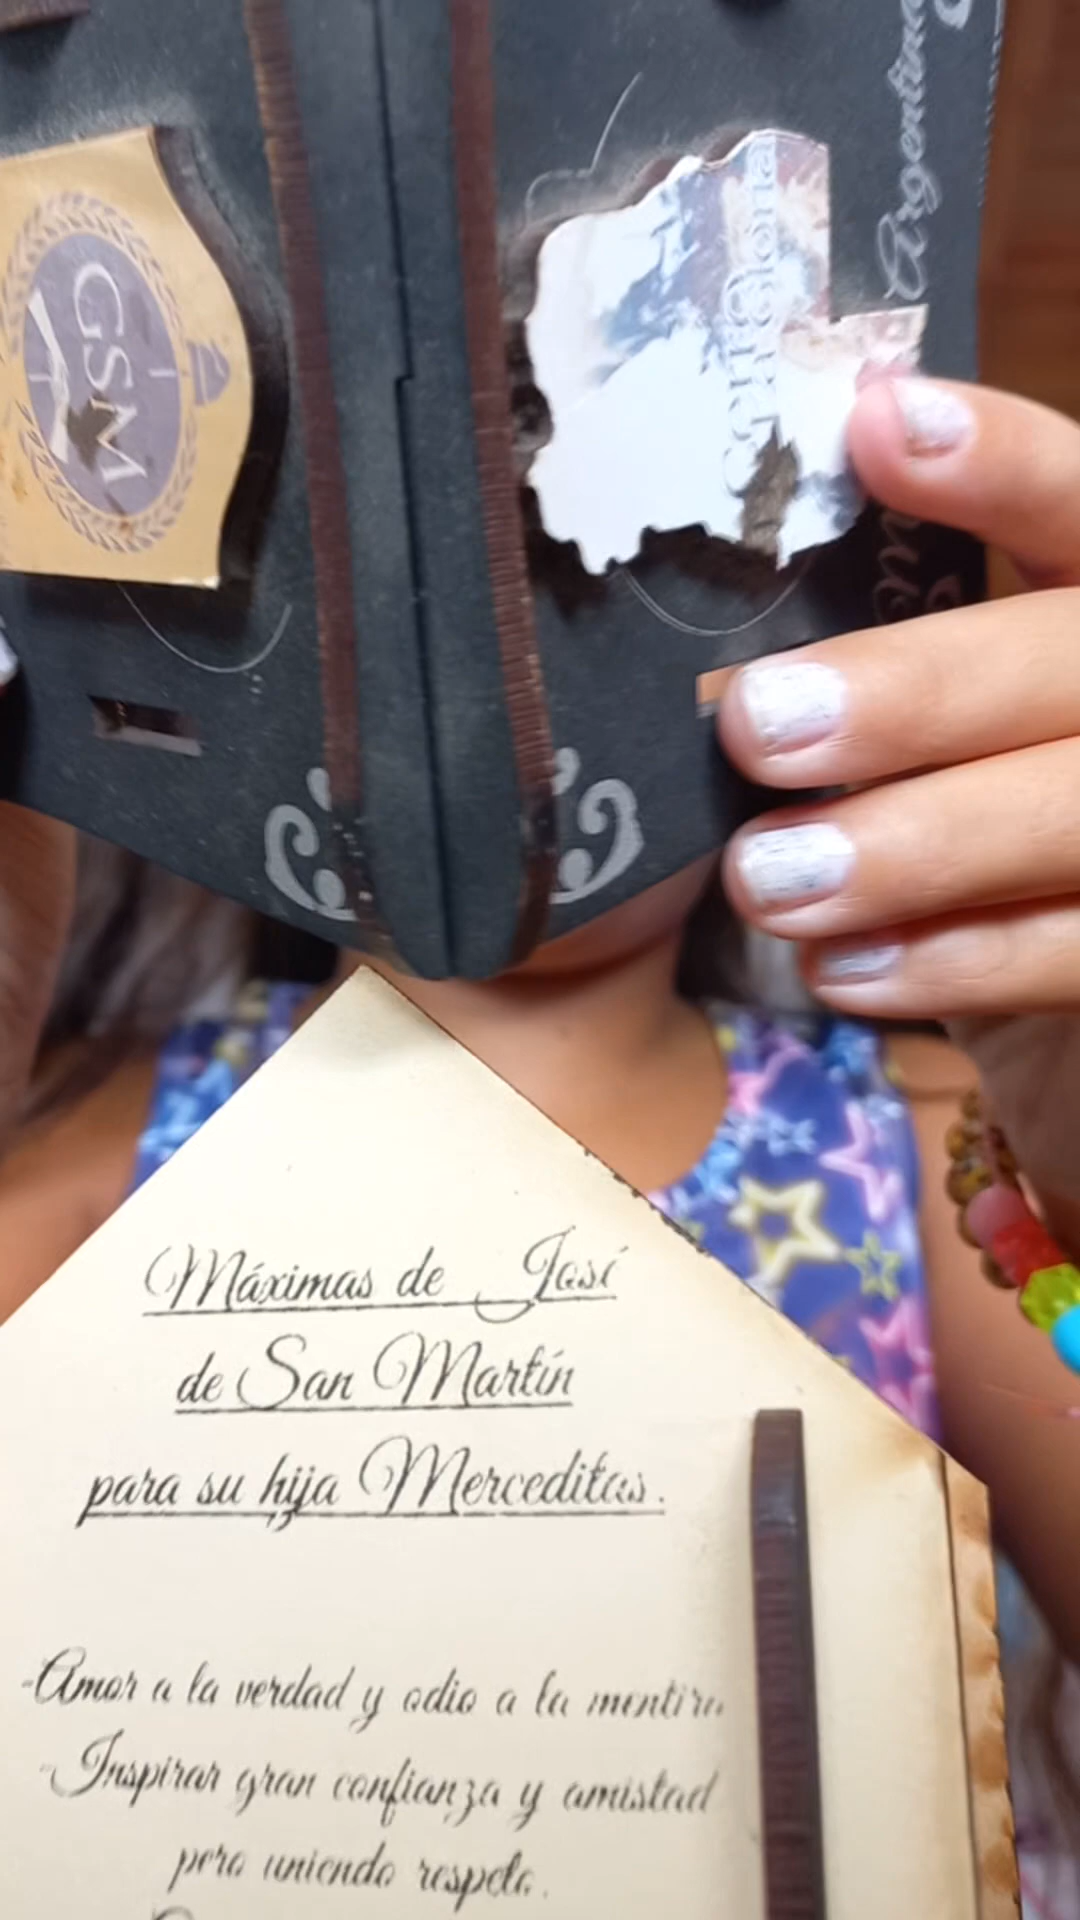 GSM
Argentina
Máximas de José
de San Martín
para su hija Merceditas.
-Amor a la verdad y odio a la mentira
-Inspirar gran confianza y amistad
pero uniendo respeto.